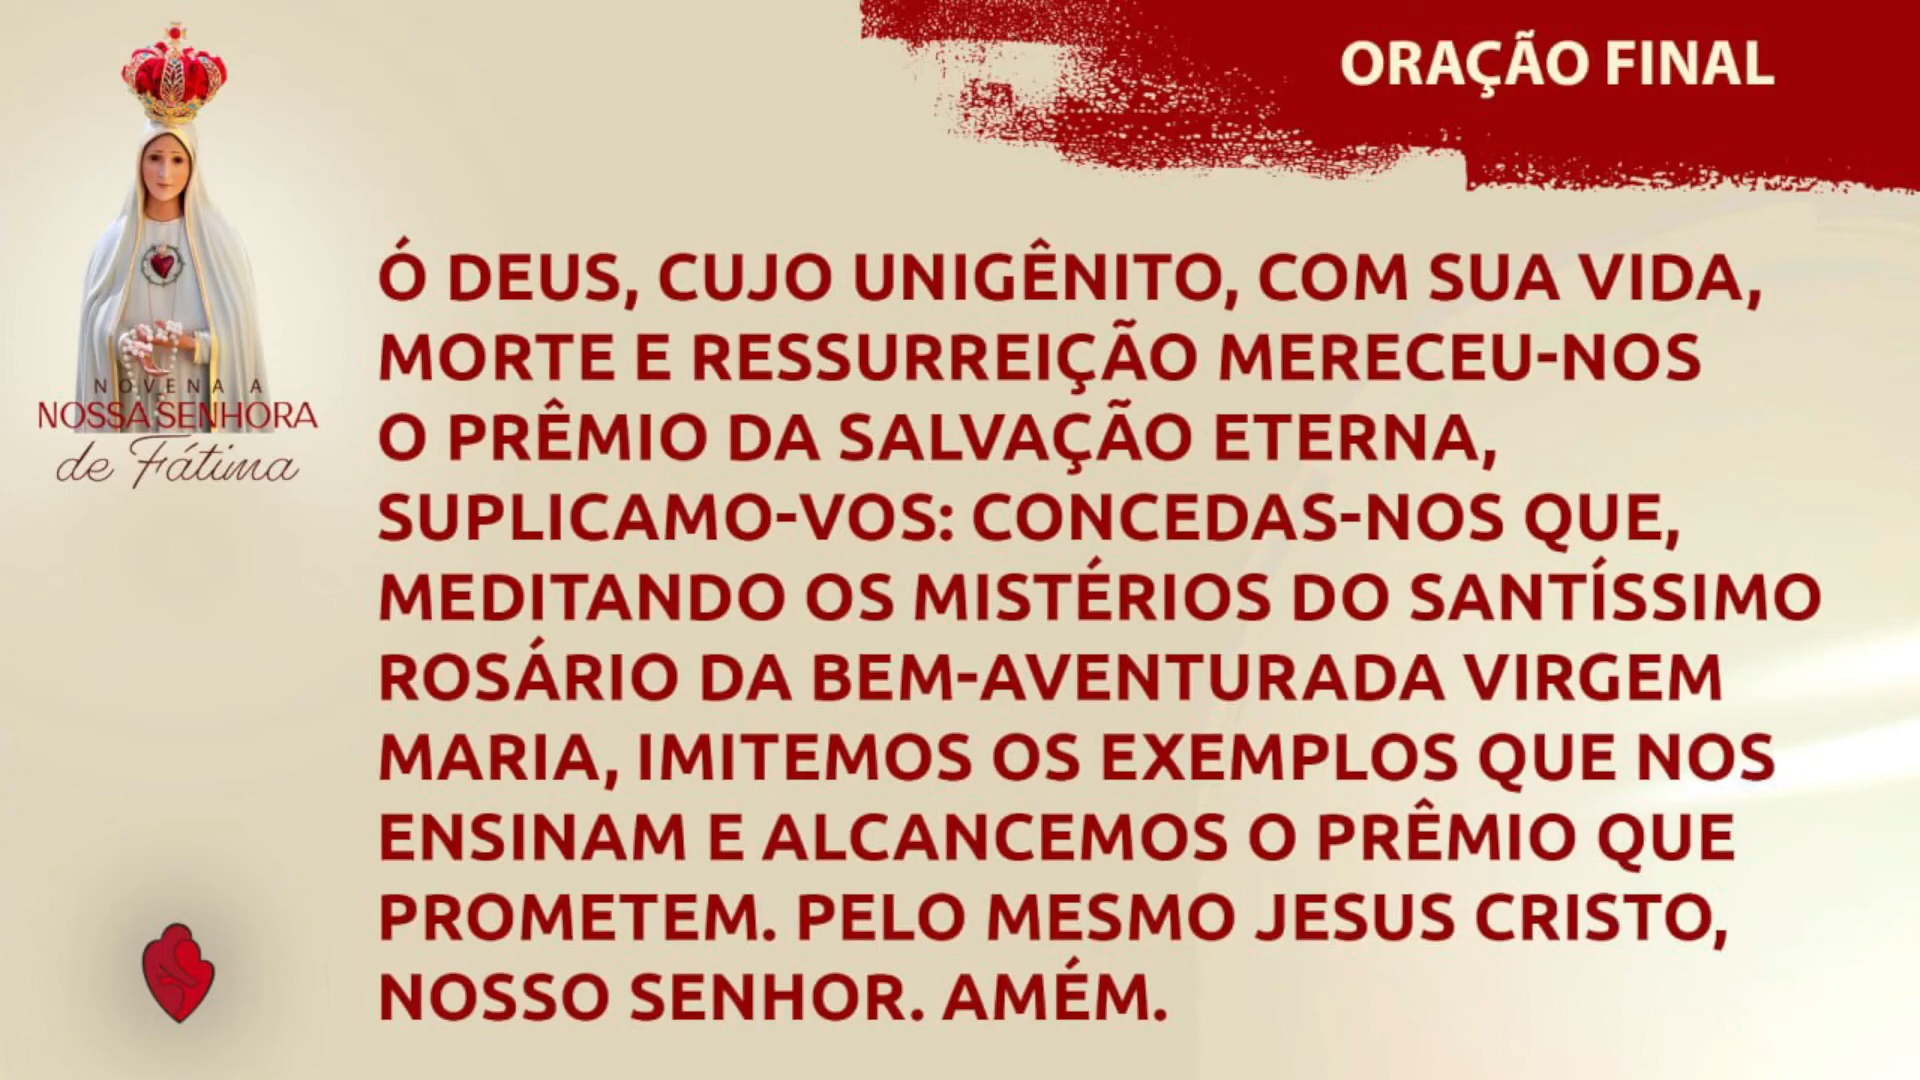 ORAÇÃO FINAL
NOVENA A
NOSSA SENHORA
de Fátima
Ó DEUS, CUJO UNIGÊNITO, COM SUA VIDA,
MORTE E RESSURREIÇÃO MERECEU-NOS
O PRÊMIO DA SALVAÇÃO ETERNA,
SUPLICAMO-VOS: CONCEDAS-NOS QUE,
MEDITANDO OS MISTÉRIOS DO SANTÍSSIMO
ROSÁRIO DA BEM-AVENTURADA VIRGEM
MARIA, IMITEMOS OS EXEMPLOS QUE NOS
ENSINAM E ALCANCEMOS O PRÊMIO QUE
PROMETEM. PELO MESMO JESUS CRISTO,
NOSSO SENHOR. AMÉM.